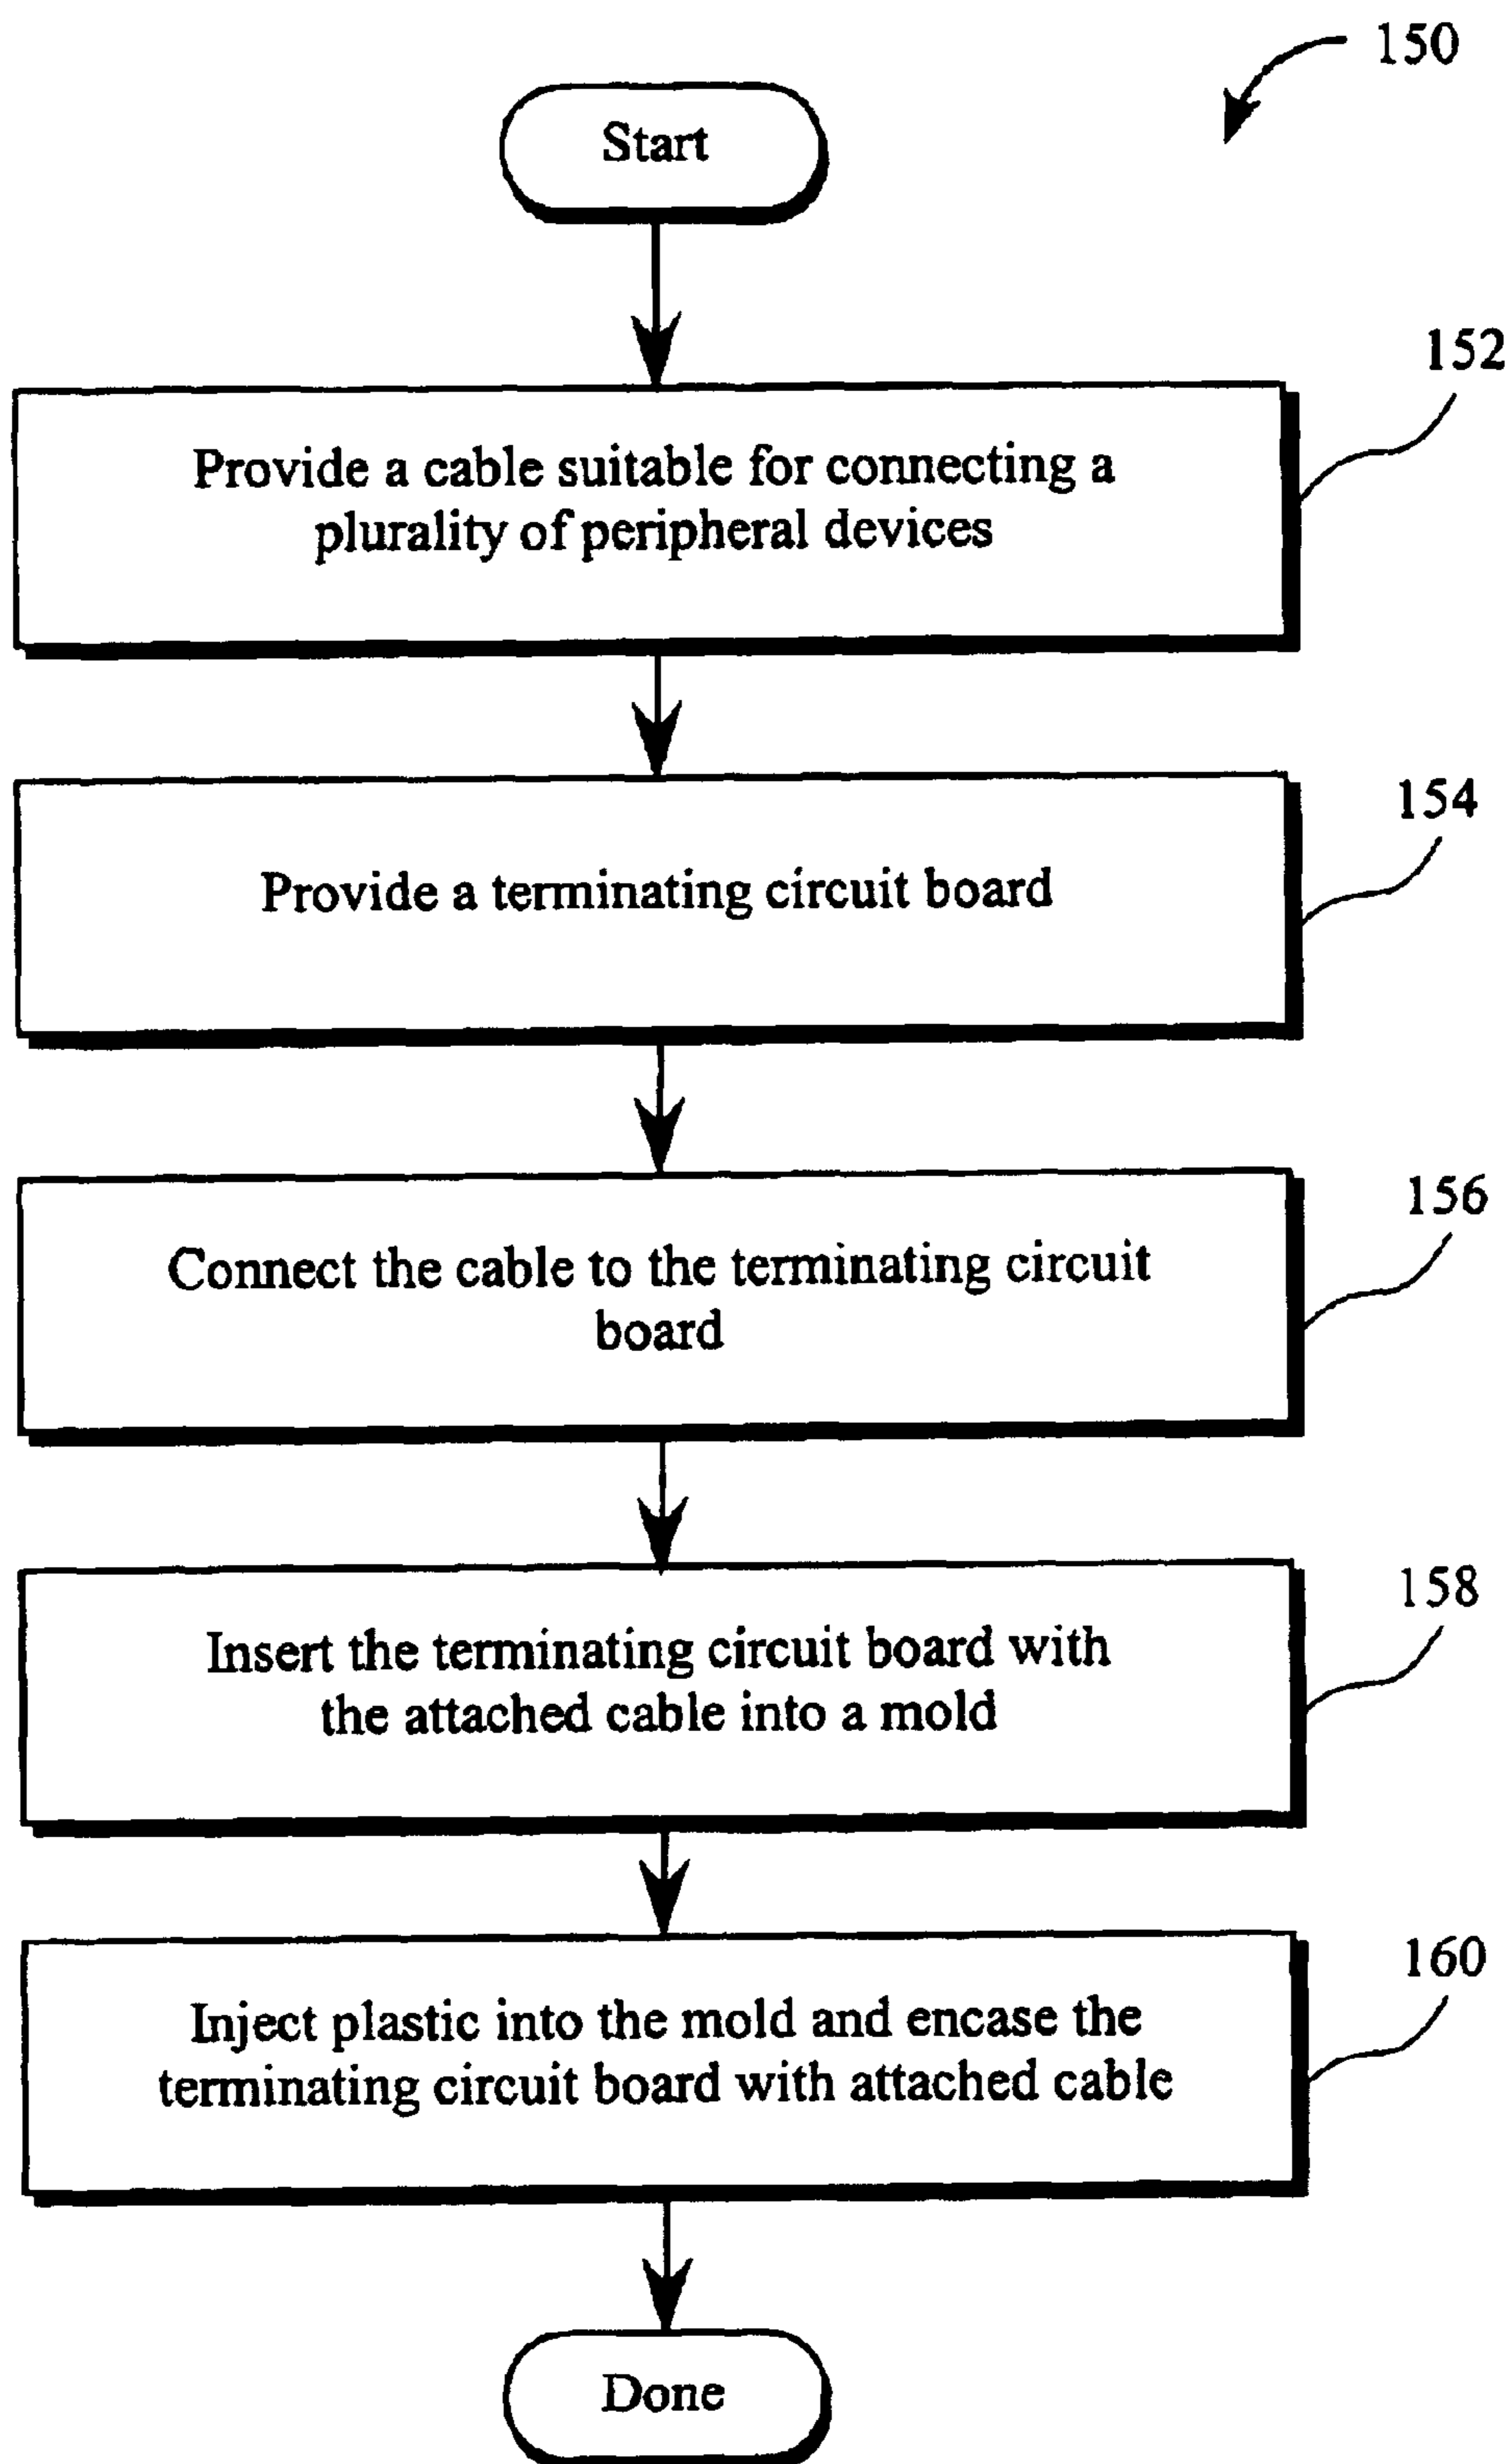 150
Start
152
Provide a cable suitable for connecting a
plurality of peripheral devices
154
Provide a terminating circuit board
156
Connect the cable to the terminating circuit
board
158
Insert the terminating circuit board with
the attached cable into a mold
160
Inject plastic into the mold and encase the
terminating circuit board with attached cable
Done